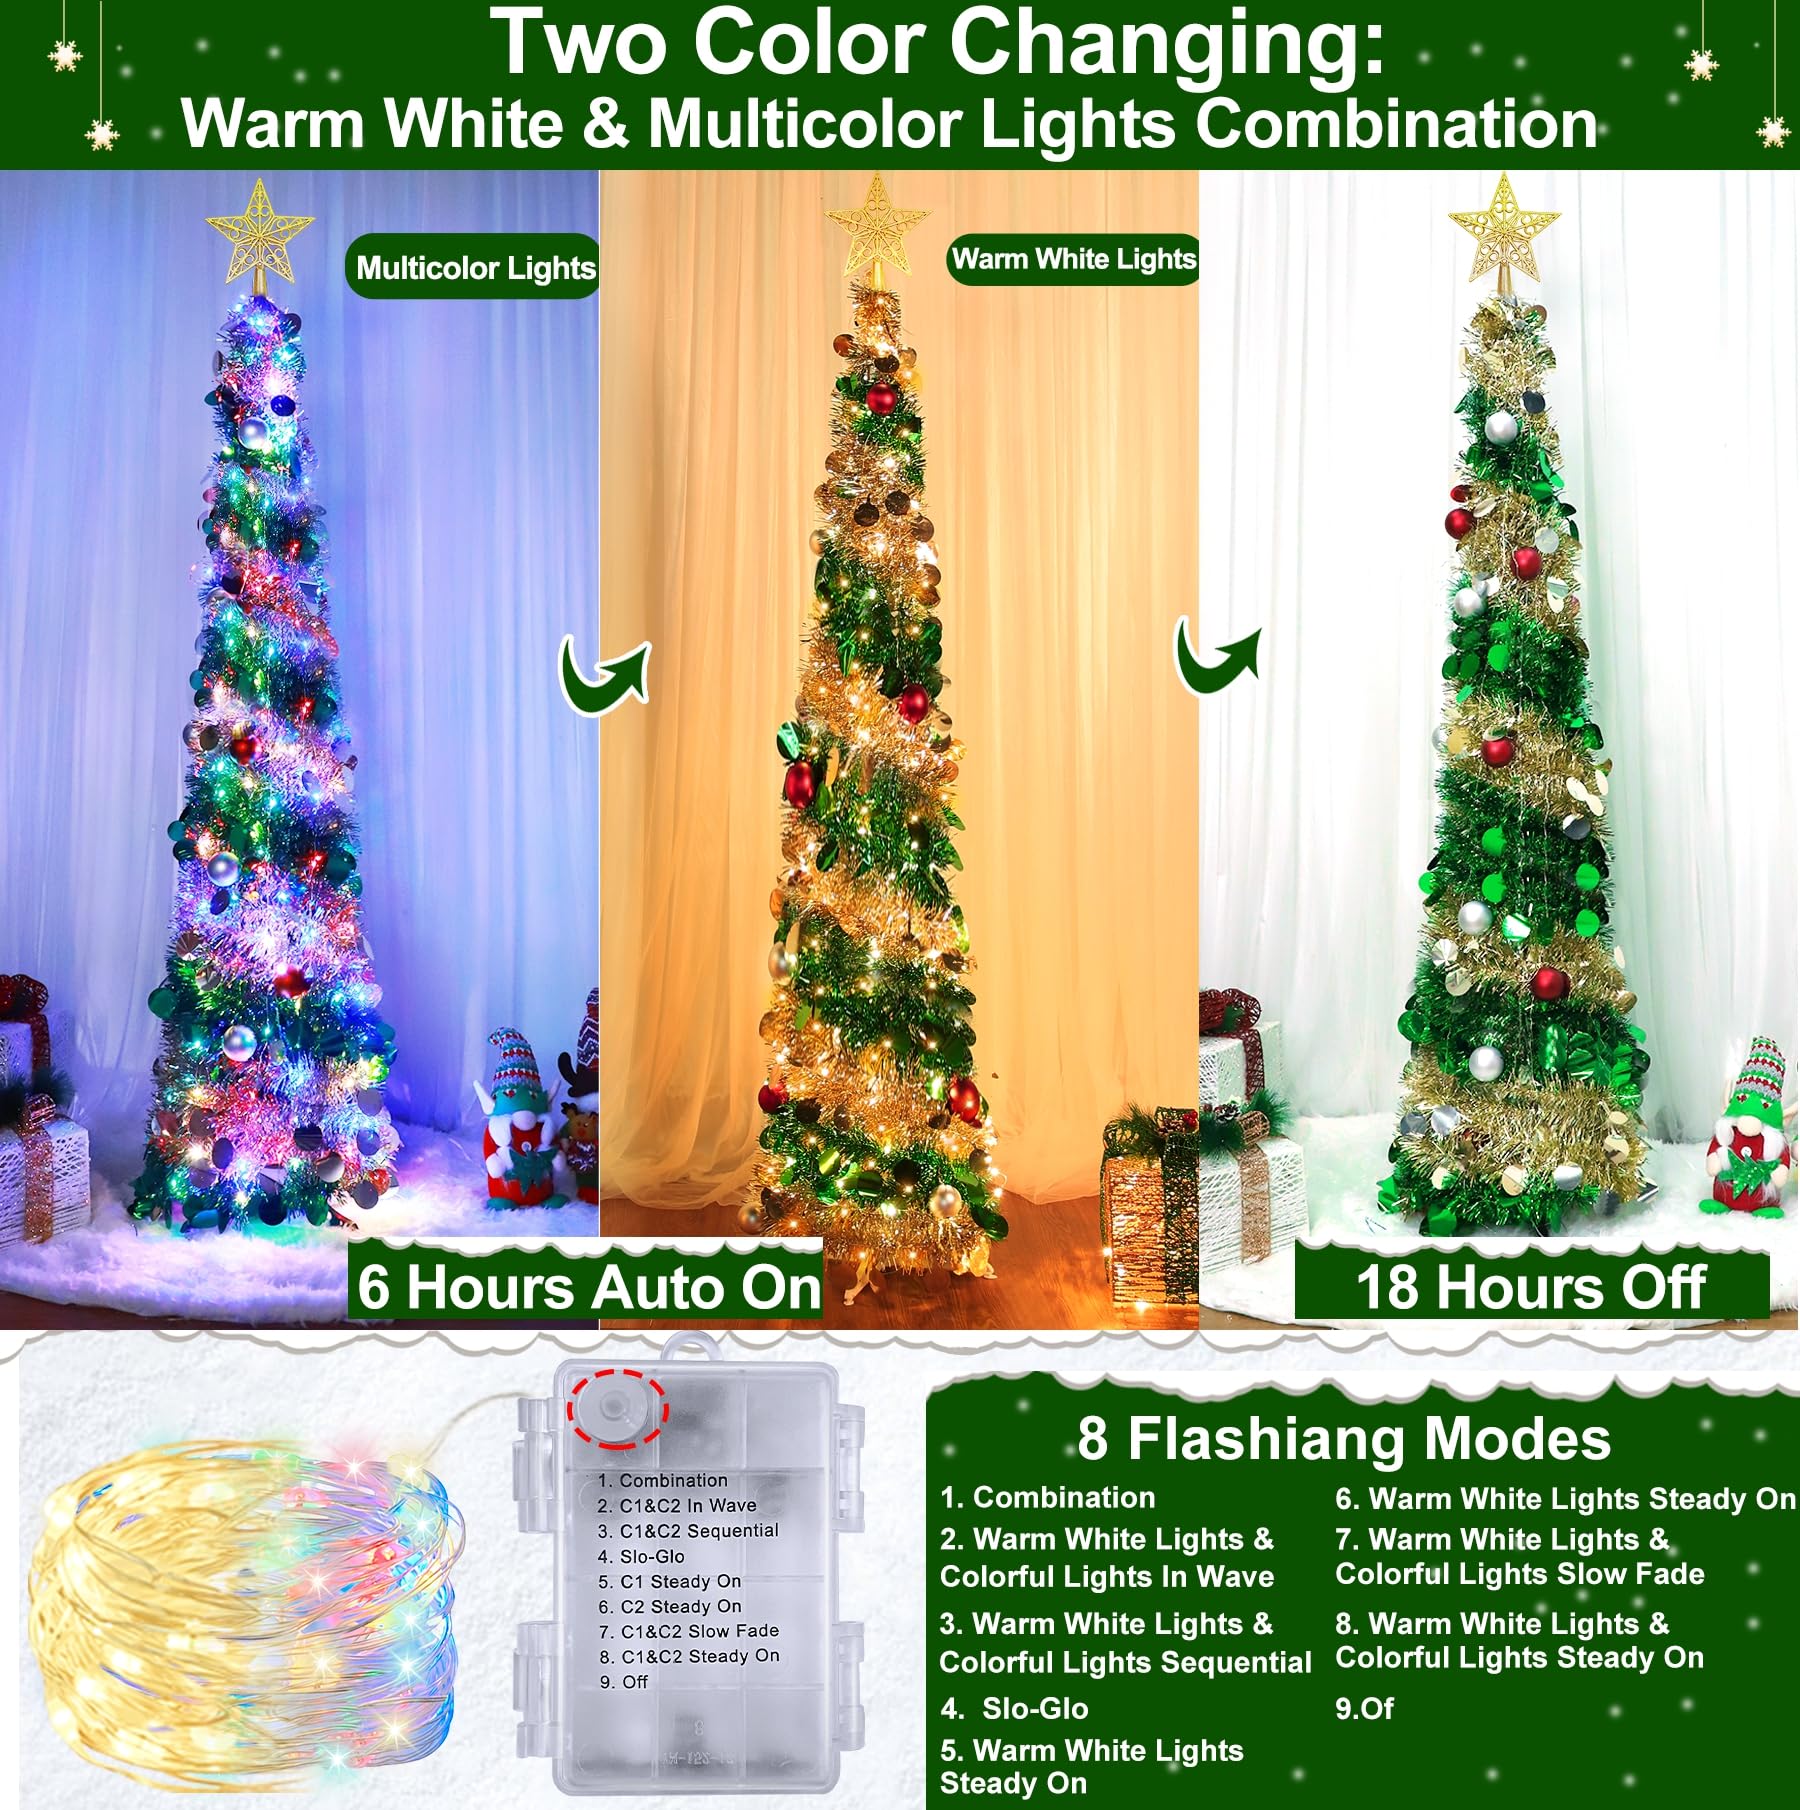 Two Color Changing:
Warm White & Multicolor Lights Combination
Multicolor Lights
Warm White Lights
6 Hours Auto On
18 Hours Off
1. Combination
2. C1&C2 In Wave
3. C1&C2 Sequential
4. Slo-Glo
5. C1 Steady On
6. C2 Steady On
7. C1&C2 Slow Fade
8. C1&C2 Steady On
9. Off
8 Flashiang Modes
1. Combination
2. Warm White Lights &
Colorful Lights In Wave
3. Warm White Lights &
Colorful Lights Sequential
4. Slo-Glo
5. Warm White Lights
Steady On
6. Warm White Lights Steady On
7. Warm White Lights &
Colorful Lights Slow Fade
8. Warm White Lights &
Colorful Lights Steady On
9.Of